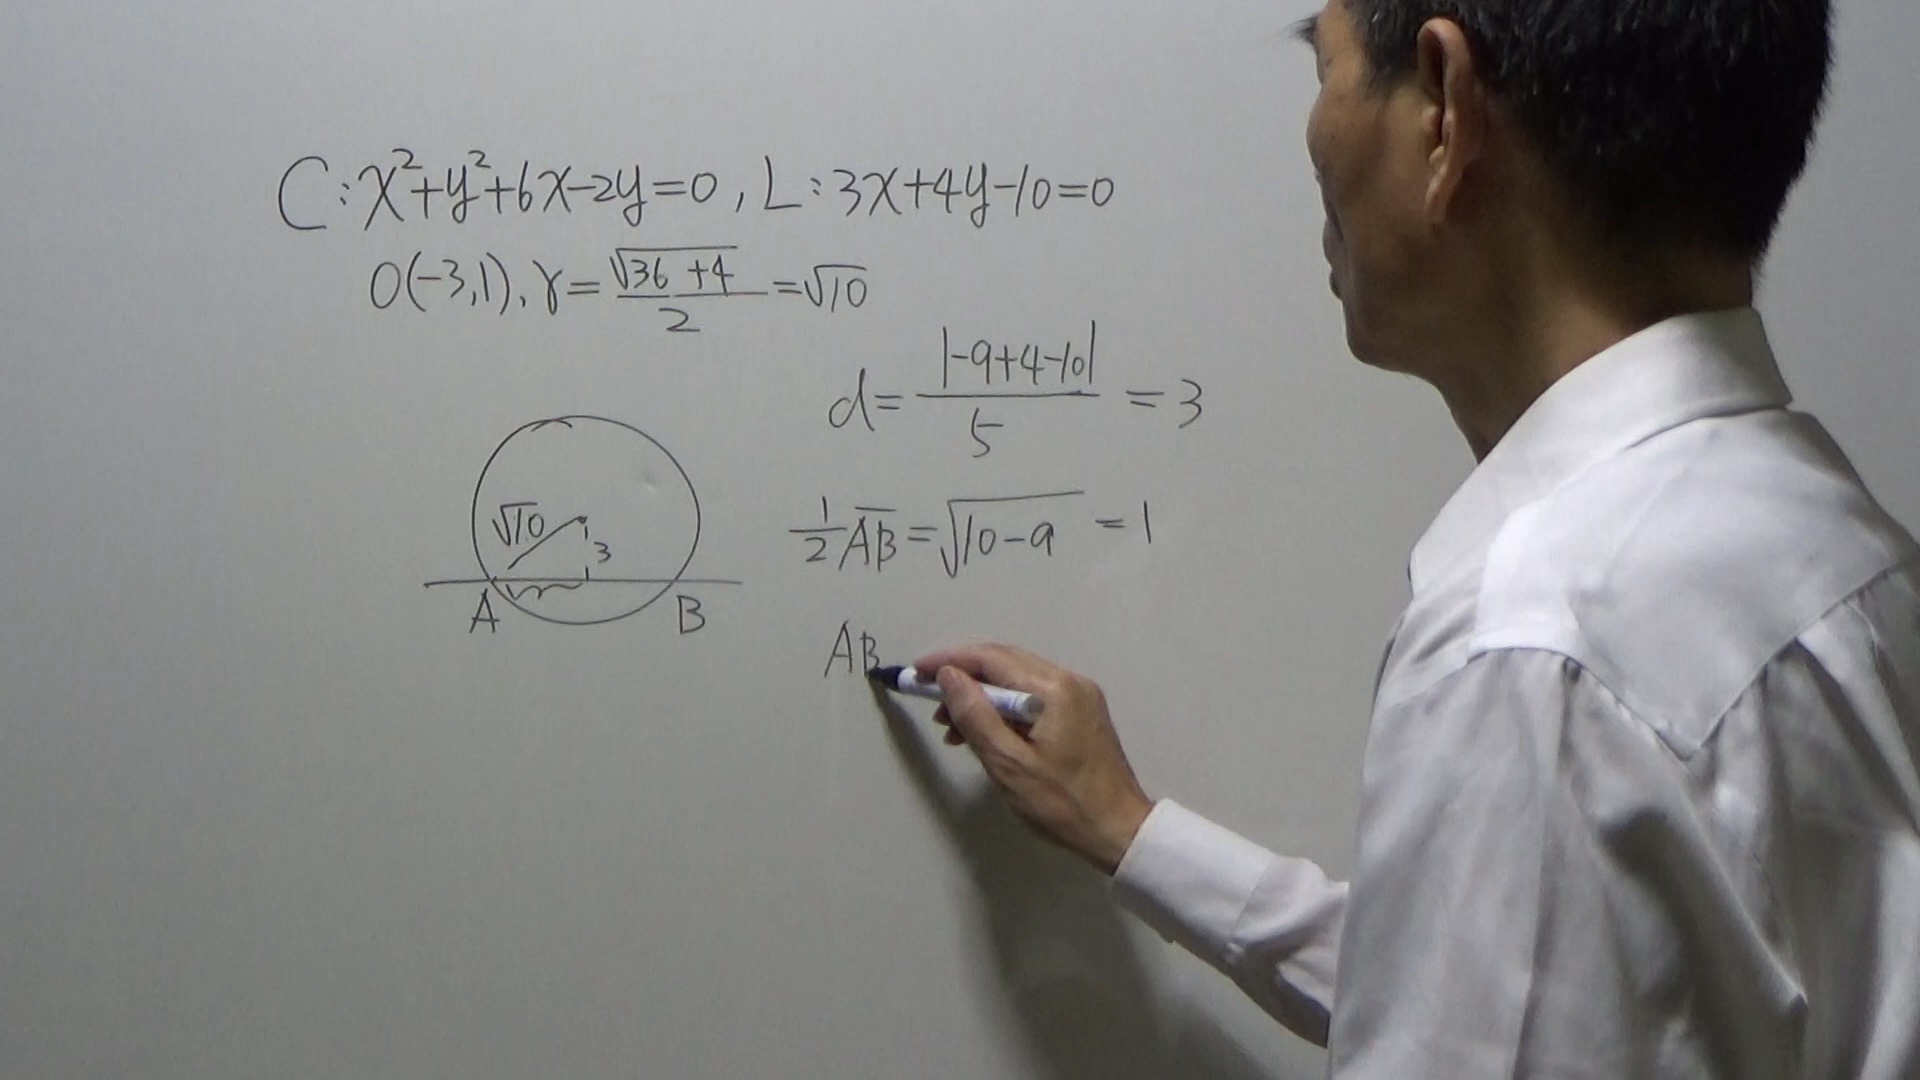 C: x²+y²+6x-2y=0, L: 3x+4y-10=0
O(-3,1), r=√(36+4)/2=√10
d=|-9+4-10|/5=3
√10
3
A B
1/2 A̅B̅=√(10-9)=1
AB